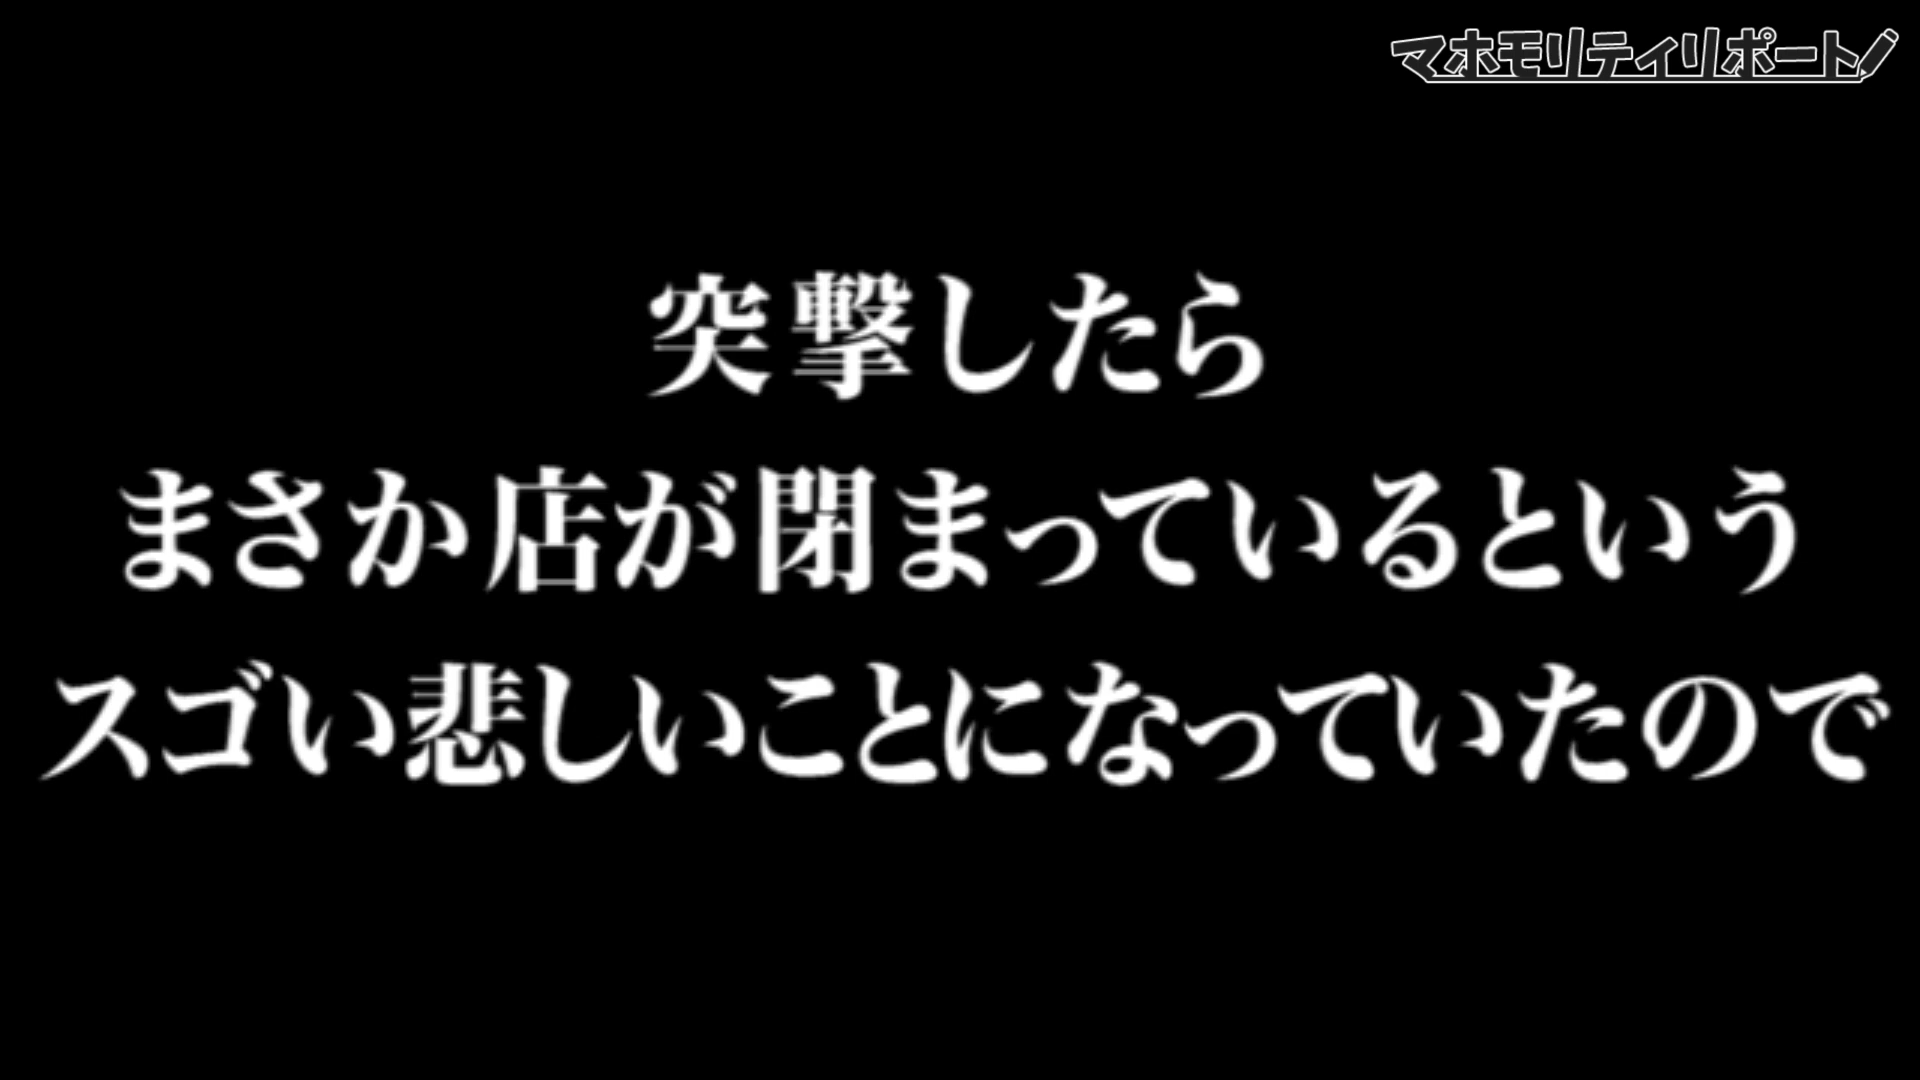 マホモリティリポート
突撃したら
まさか店が閉まっているという
スゴい悲しいことになっていたので